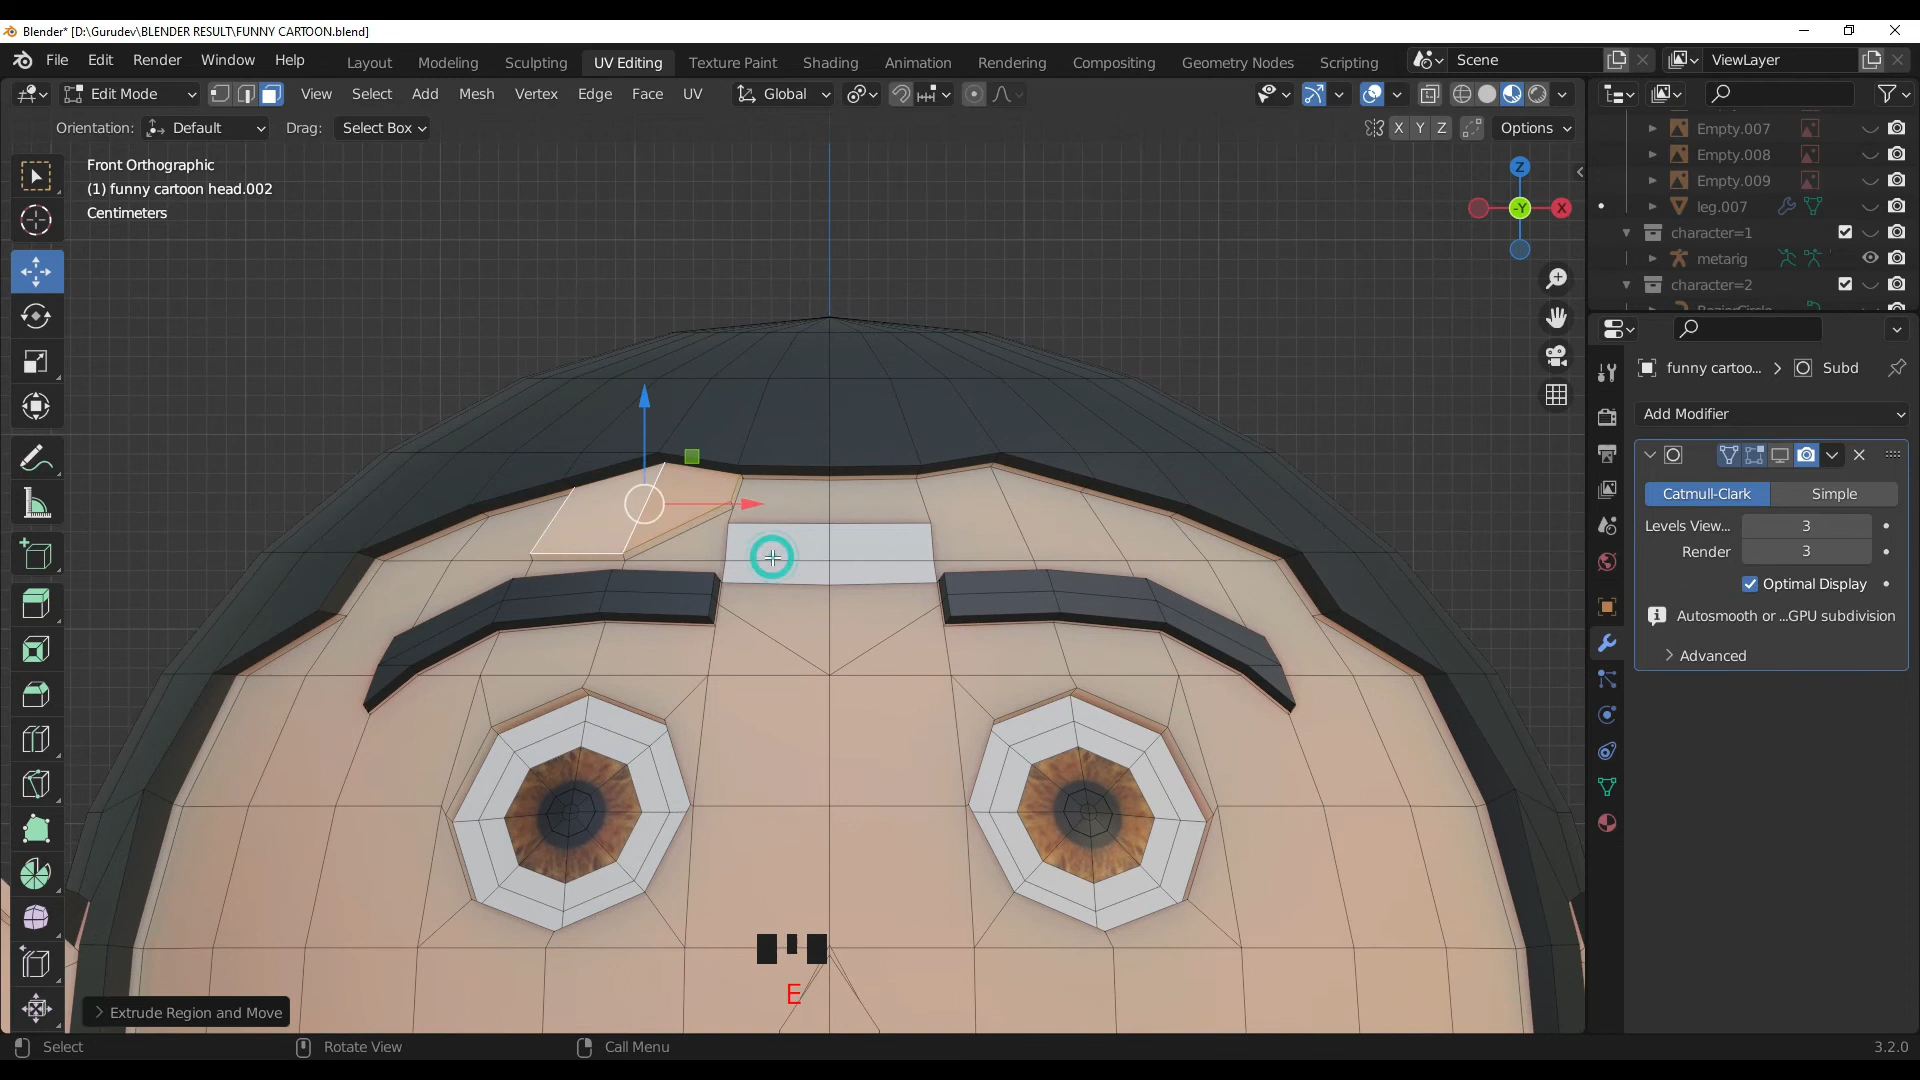 Blender* [D:\Gurudev\BLENDER RESULT\FUNNY CARTOON.blend]
File Edit Render Window Help Layout Modeling Sculpting UV Editing Texture Paint Shading Animation Rendering Compositing Geometry Nodes Scripting Scene ViewLayer
Edit Mode View Select Add Mesh Vertex Edge Face UV Global
Orientation: Default Drag: Select Box X Y Z Options
Front Orthographic
(1) funny cartoon head.002
Centimeters
Z
-Y
X
Empty.007
Empty.008
Empty.009
leg.007
character=1
metarig
character=2
BezierCircle
funny cartoo... Subd
Add Modifier
Catmull-Clark Simple
Levels View... 3
Render 3
Optimal Display
Autosmooth or ...GPU subdivision
Advanced
E
Extrude Region and Move
Select Rotate View Call Menu 3.2.0